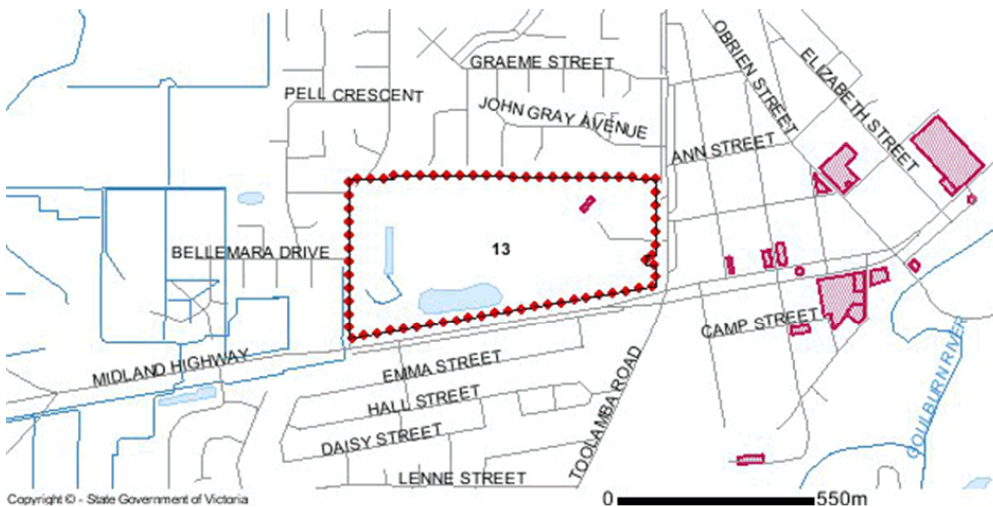 OBRIEN STREET
ELIZABETH STREET
GRAEME STREET
PELL CRESCENT
JOHN GRAY AVENUE
ANN STREET
13
BELLEMARA DRIVE
CAMP STREET
MIDLAND HIGHWAY
EMMA STREET
HALL STREET
TOOLAMBA ROAD
GOULBURN RIVER
DAISY STREET
LENNE STREET
Copyright © - State Government of Victoria
0 550m